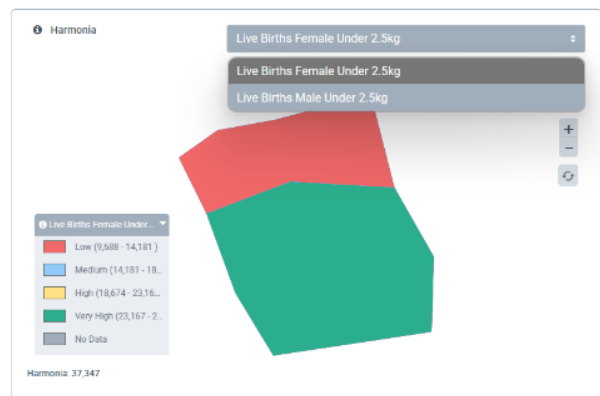 Harmonia
Live Births Female Under 2.5kg
Live Births Female Under 2.5kg
Live Births Male Under 2.5kg
+
−
Live Births Female Under...
Low (9,688 - 14,181 )
Medium (14,181 - 18...
High (18,674 - 23,16...
Very High (23,167 - 2...
No Data
Harmonia: 37,347